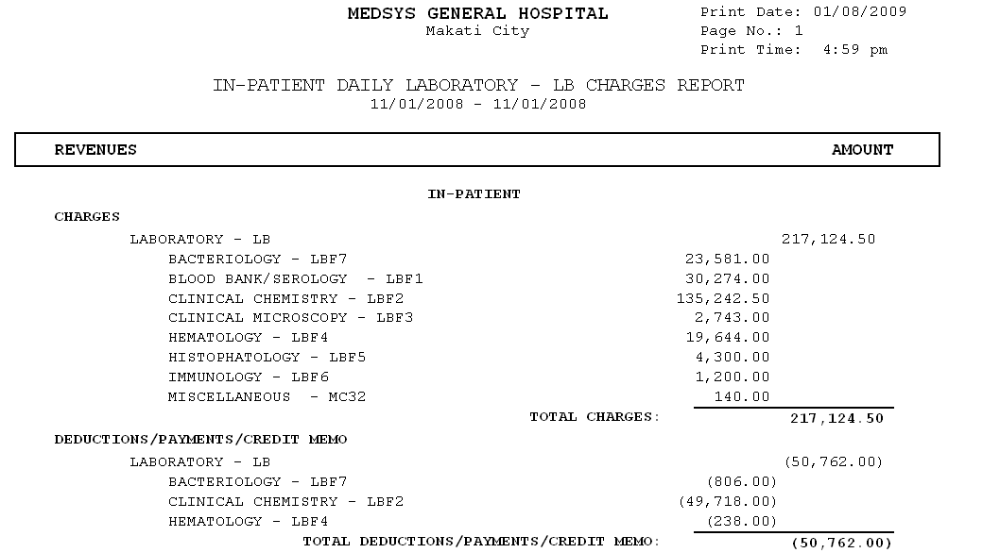 MEDSYS GENERAL HOSPITAL
Makati City
Print Date: 01/08/2009
Page No.: 1
Print Time: 4:59 pm
IN-PATIENT DAILY LABORATORY - LB CHARGES REPORT
11/01/2008 - 11/01/2008
REVENUES AMOUNT
IN-PATIENT
CHARGES
LABORATORY - LB 217,124.50
BACTERIOLOGY - LBF7 23,581.00
BLOOD BANK/SEROLOGY - LBF1 30,274.00
CLINICAL CHEMISTRY - LBF2 135,242.50
CLINICAL MICROSCOPY - LBF3 2,743.00
HEMATOLOGY - LBF4 19,644.00
HISTOPHATOLOGY - LBF5 4,300.00
IMMUNOLOGY - LBF6 1,200.00
MISCELLANEOUS - MC32 140.00
TOTAL CHARGES: 217,124.50
DEDUCTIONS/PAYMENTS/CREDIT MEMO
LABORATORY - LB (50,762.00)
BACTERIOLOGY - LBF7 (806.00)
CLINICAL CHEMISTRY - LBF2 (49,718.00)
HEMATOLOGY - LBF4 (238.00)
TOTAL DEDUCTIONS/PAYMENTS/CREDIT MEMO: (50,762.00)